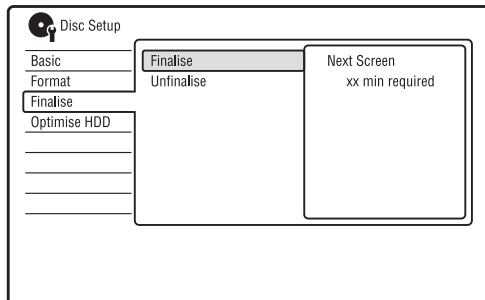 Disc Setup
Basic
Format
Finalise
Optimise HDD
Finalise
Unfinalise
Next Screen
xx min required